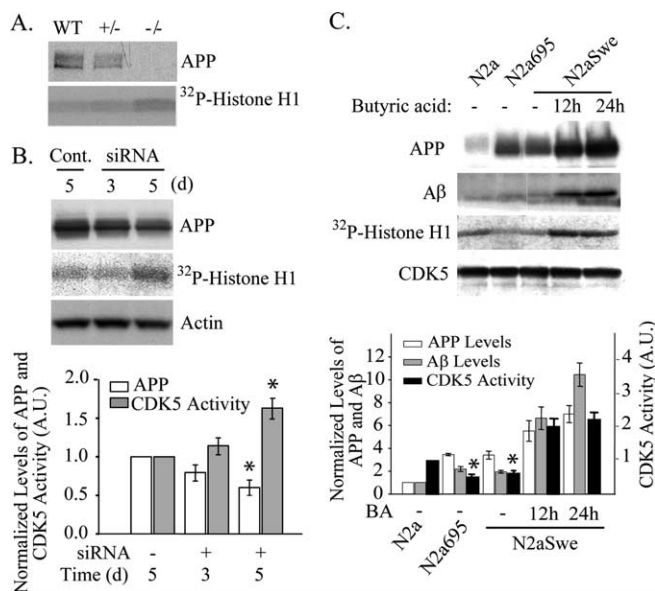 A.
WT +/- -/-
APP
³²P-Histone H1
B.
Cont. siRNA
5 3 5 (d)
APP
³²P-Histone H1
Actin
Normalized Levels of APP and
CDK5 Activity (A.U.)
2.0
1.5
1.0
0.5
0.0
APP
CDK5 Activity
*
*
siRNA - + +
Time (d) 5 3 5
C.
N2a N2a695 N2aSwe
Butyric acid: - - - 12h 24h
APP
Aβ
³²P-Histone H1
CDK5
Normalized Levels of
APP and Aβ
12
10
8
6
4
2
0
APP Levels
Aβ Levels
CDK5 Activity
*
*
4
3
2
1
CDK5 Activity (A.U.)
BA - - - 12h 24h
N2a N2a695 N2aSwe